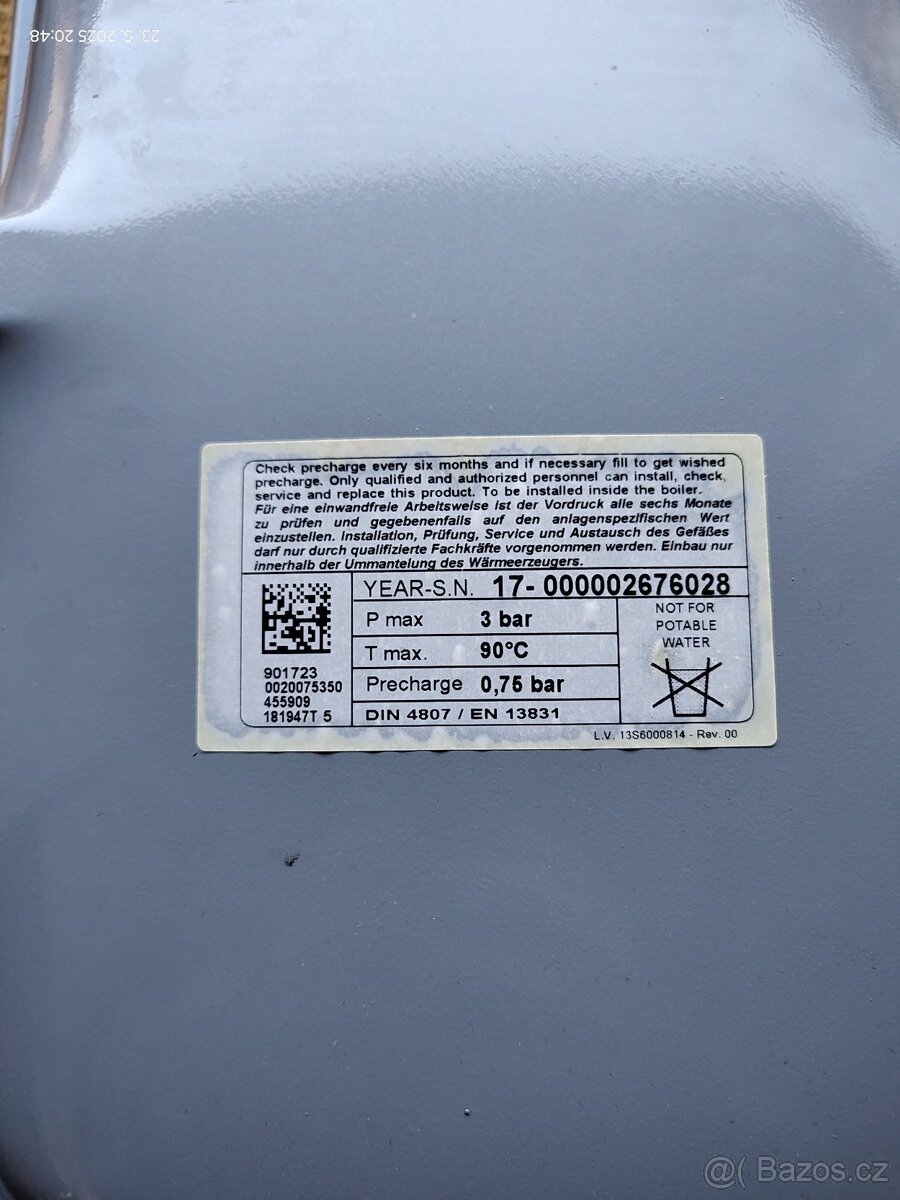 23. 5. 2025 20:48
Check precharge every six months and if necessary fill to get wished
precharge. Only qualified and authorized personnel can install, check,
service and replace this product. To be installed inside the boiler.
Für eine einwandfreie Arbeitsweise ist der Vordruck alle sechs Monate
zu prüfen und gegebenenfalls auf den anlagenspezifischen Wert
einzustellen. Installation, Prüfung, Service und Austausch des Gefäßes
darf nur durch qualifizierte Fachkräfte vorgenommen werden. Einbau nur
innerhalb der Ummantelung des Wärmeerzeugers.
YEAR-S.N. 17- 000002676028
P max 3 bar
T max. 90°C
Precharge 0,75 bar
DIN 4807 / EN 13831
NOT FOR
POTABLE
WATER
901723
0020075350
455909
181947T 5
L.V. 13S6000814 - Rev. 00
@( Bazos.cz